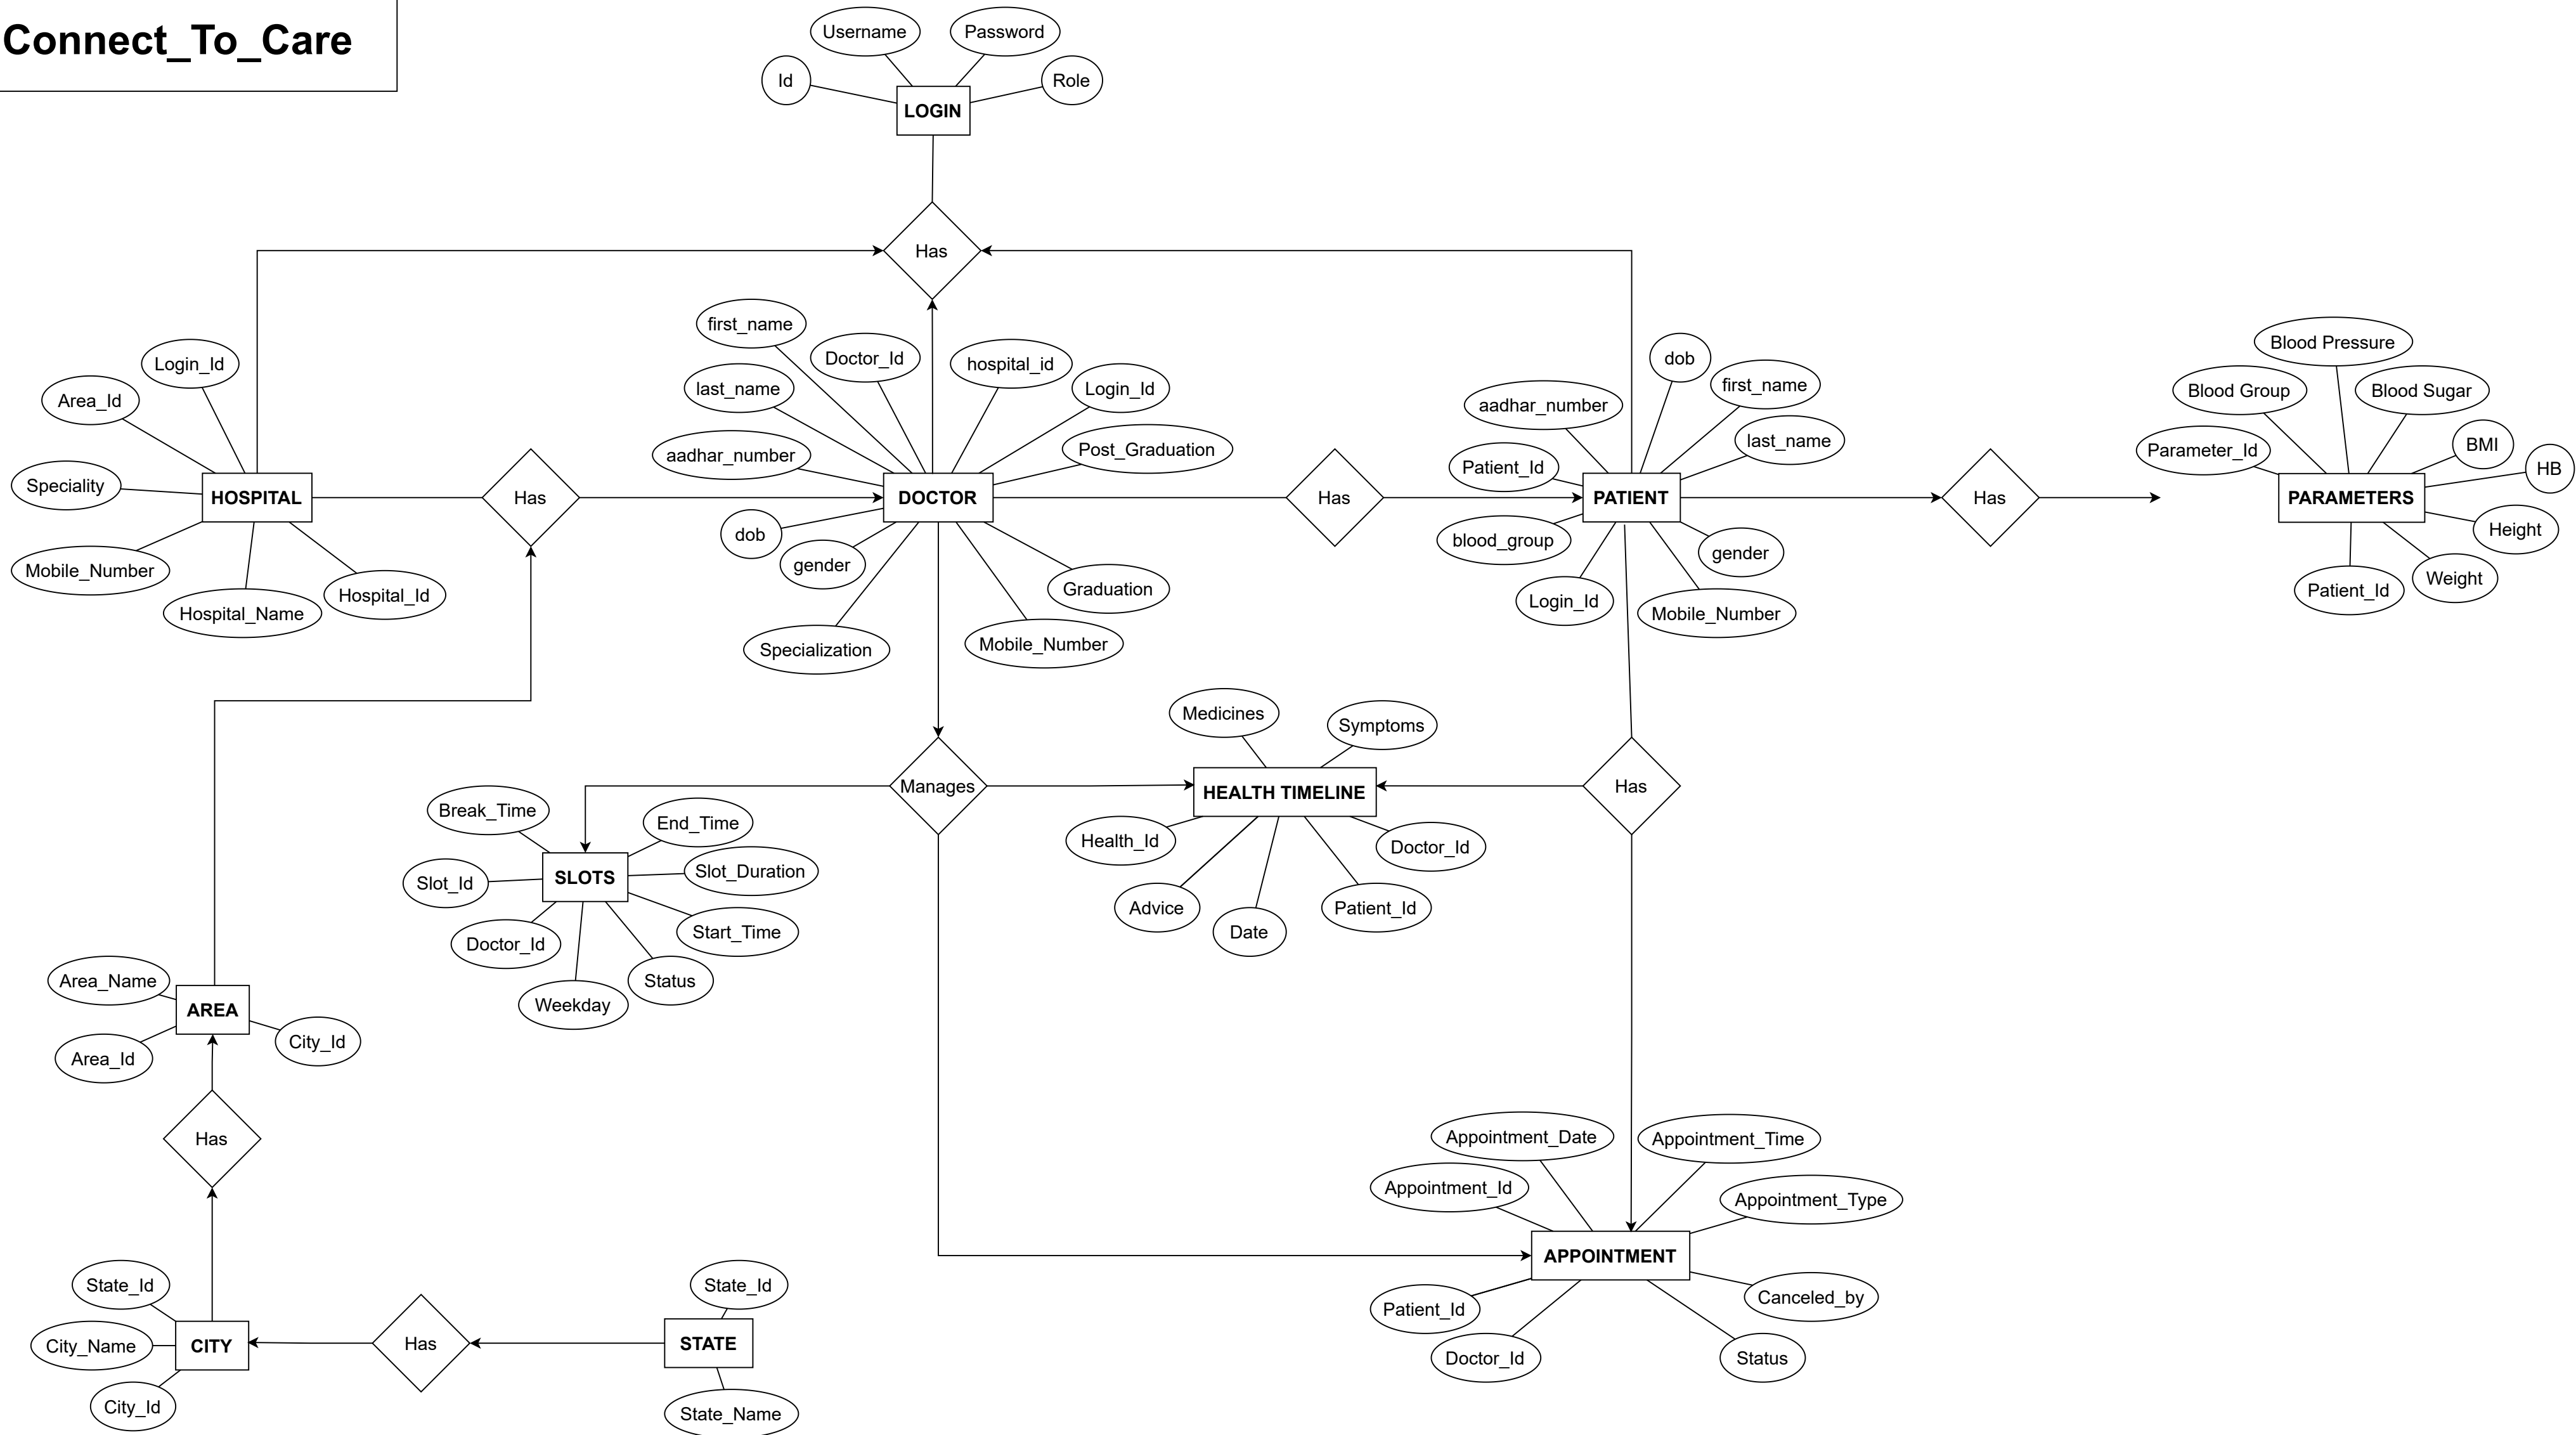 Connect_To_Care
Username
Password
Id
Role
LOGIN
Has
first_name
Doctor_Id
hospital_id
dob
Login_Id
last_name
Login_Id
aadhar_number
first_name
Blood Pressure
Area_Id
aadhar_number
Post_Graduation
Patient_Id
last_name
Blood Group
Blood Sugar
Parameter_Id
BMI
HB
Speciality
HOSPITAL
Has
DOCTOR
Has
PATIENT
Has
PARAMETERS
Mobile_Number
dob
gender
blood_group
gender
Height
Hospital_Name
Hospital_Id
Graduation
Login_Id
Mobile_Number
Patient_Id
Weight
Specialization
Mobile_Number
Medicines
Symptoms
Manages
HEALTH TIMELINE
Has
Break_Time
End_Time
Health_Id
Doctor_Id
Slot_Id
SLOTS
Slot_Duration
Advice
Date
Patient_Id
Doctor_Id
Start_Time
Weekday
Status
Area_Name
AREA
Area_Id
City_Id
Has
Appointment_Date
Appointment_Time
Appointment_Id
Appointment_Type
APPOINTMENT
Patient_Id
Canceled_by
Doctor_Id
Status
State_Id
State_Id
City_Name
CITY
Has
STATE
City_Id
State_Name